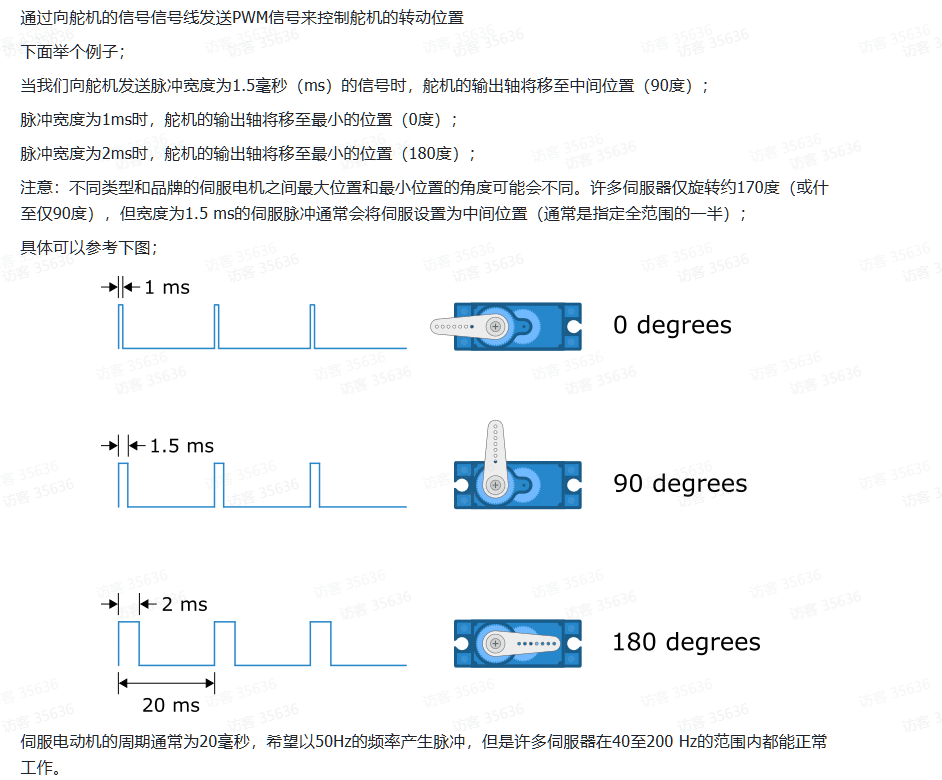 通过向舵机的信号信号线发送PWM信号来控制舵机的转动位置
下面举个例子；
当我们向舵机发送脉冲宽度为1.5毫秒（ms）的信号时，舵机的输出轴将移至中间位置（90度）；
脉冲宽度为1ms时，舵机的输出轴将移至最小的位置（0度）；
脉冲宽度为2ms时，舵机的输出轴将移至最小的位置（180度）；
注意：不同类型和品牌的伺服电机之间最大位置和最小位置的角度可能会不同。许多伺服器仅旋转约170度（或什
至仅90度），但宽度为1.5 ms的伺服脉冲通常会将伺服设置为中间位置（通常是指定全范围的一半）；
具体可以参考下图；
1 ms
0 degrees
1.5 ms
90 degrees
2 ms
180 degrees
20 ms
伺服电动机的周期通常为20毫秒，希望以50Hz的频率产生脉冲，但是许多伺服器在40至200 Hz的范围内都能正常
工作。
访客 35636